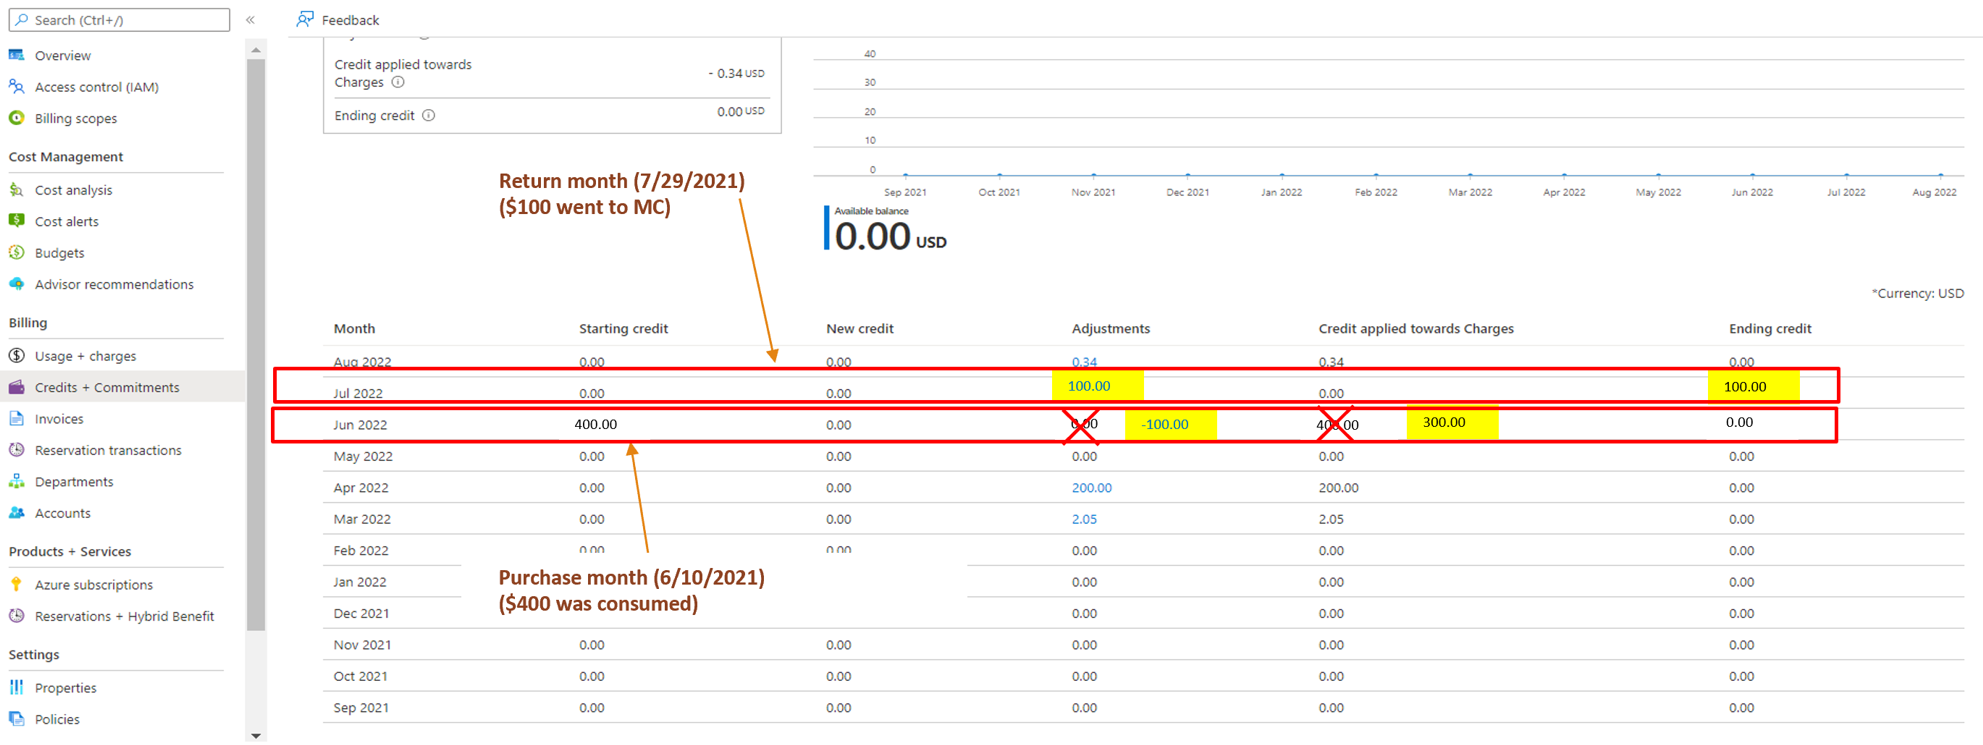 Search (Ctrl+/)
«
Feedback
Overview
Access control (IAM)
Billing scopes
Cost Management
Cost analysis
Cost alerts
Budgets
Advisor recommendations
Billing
Usage + charges
Credits + Commitments
Invoices
Reservation transactions
Departments
Accounts
Products + Services
Azure subscriptions
Reservations + Hybrid Benefit
Settings
Properties
Policies
Credit applied towards
Charges
- 0.34 USD
Ending credit 0.00 USD
40
30
20
10
0
Sep 2021 Oct 2021 Nov 2021 Dec 2021 Jan 2022 Feb 2022 Mar 2022 Apr 2022 May 2022 Jun 2022 Jul 2022 Aug 2022
Available balance
0.00 USD
Return month (7/29/2021)
($100 went to MC)
*Currency: USD
Month Starting credit New credit Adjustments Credit applied towards Charges Ending credit
Aug 2022 0.00 0.00 0.34 0.34 0.00
Jul 2022 0.00 0.00 100.00 0.00 100.00
Jun 2022 400.00 0.00 0.00 -100.00 400.00 300.00 0.00
May 2022 0.00 0.00 0.00 0.00 0.00
Apr 2022 0.00 0.00 200.00 200.00 0.00
Mar 2022 0.00 0.00 2.05 2.05 0.00
Feb 2022 0.00 0.00 0.00 0.00 0.00
Jan 2022 0.00 0.00 0.00
Dec 2021 0.00 0.00 0.00
Purchase month (6/10/2021)
($400 was consumed)
Nov 2021 0.00 0.00 0.00 0.00 0.00
Oct 2021 0.00 0.00 0.00 0.00 0.00
Sep 2021 0.00 0.00 0.00 0.00 0.00